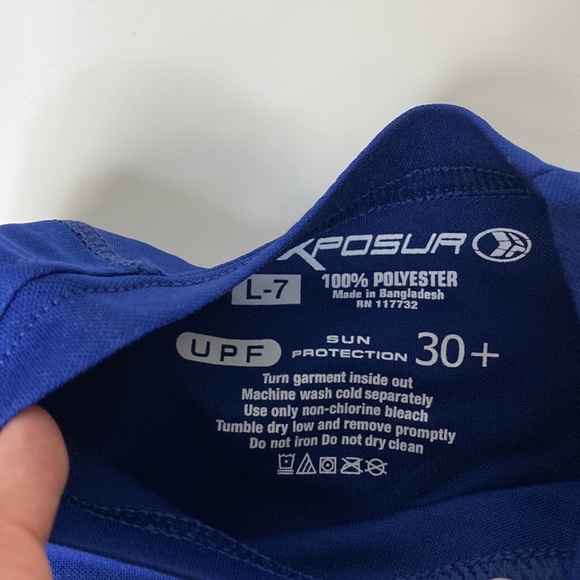 XPOSUR
L-7
100% POLYESTER
Made in Bangladesh
RN 117732
UPF SUN PROTECTION 30+
Turn garment inside out
Machine wash cold separately
Use only non-chlorine bleach
Tumble dry low and remove promptly
Do not iron Do not dry clean